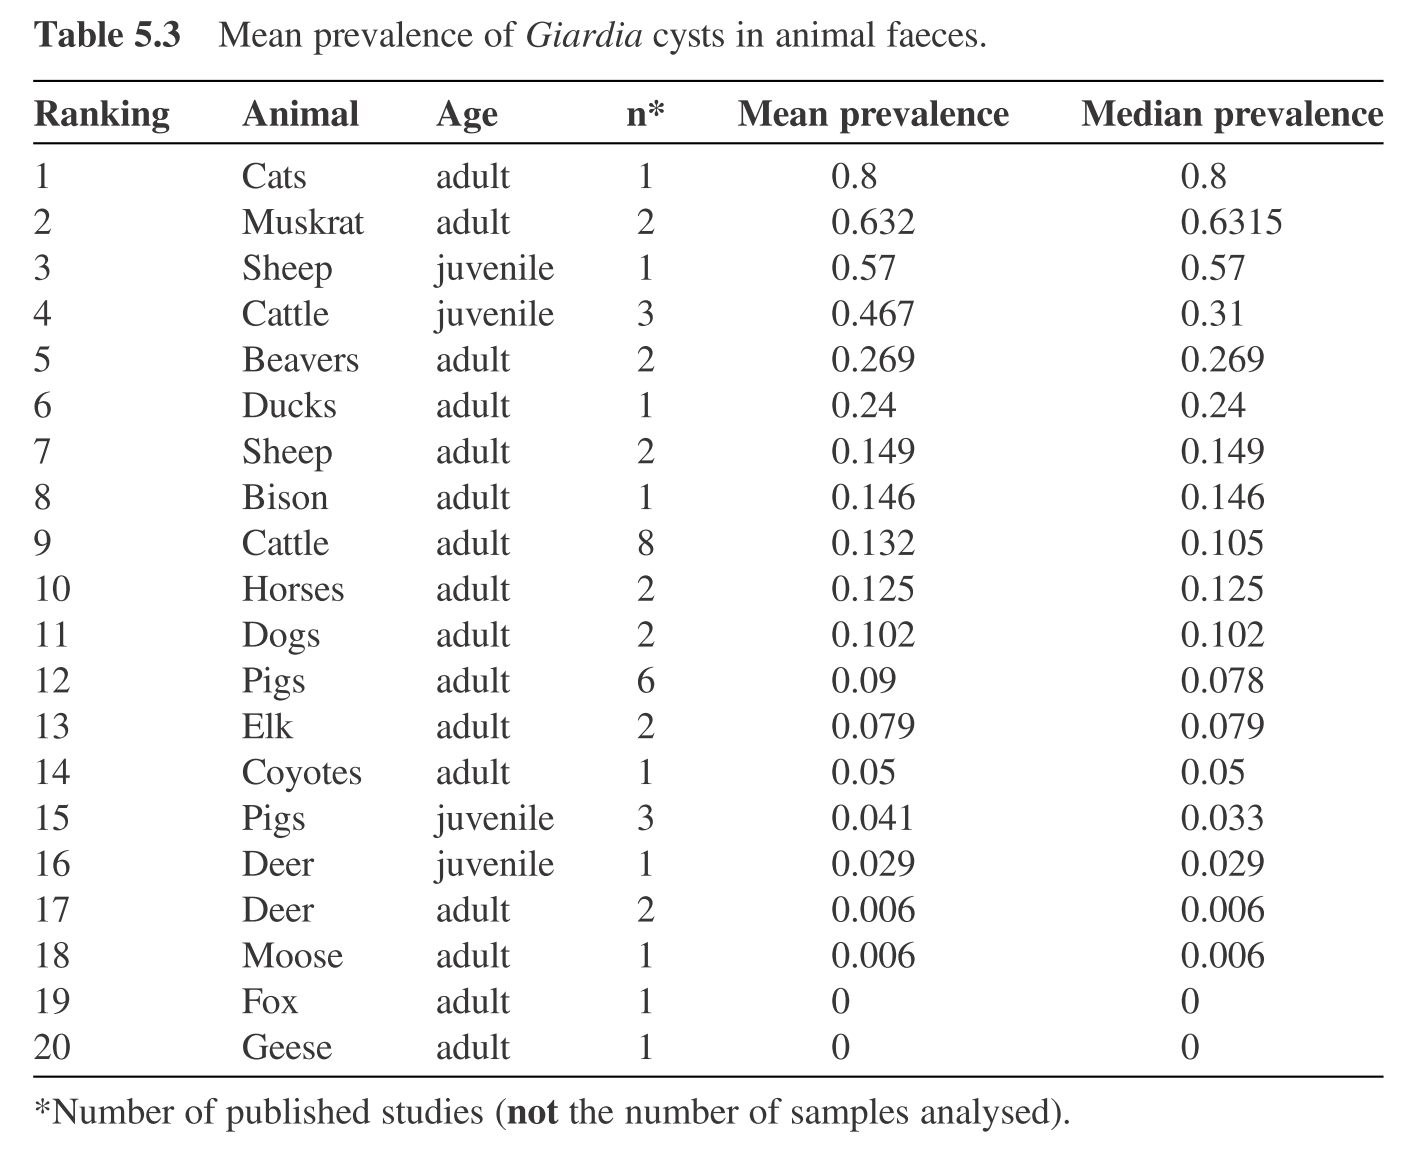 Table 5.3 Mean prevalence of Giardia cysts in animal faeces.
Ranking Animal Age n* Mean prevalence Median prevalence
1 Cats adult 1 0.8 0.8
2 Muskrat adult 2 0.632 0.6315
3 Sheep juvenile 1 0.57 0.57
4 Cattle juvenile 3 0.467 0.31
5 Beavers adult 2 0.269 0.269
6 Ducks adult 1 0.24 0.24
7 Sheep adult 2 0.149 0.149
8 Bison adult 1 0.146 0.146
9 Cattle adult 8 0.132 0.105
10 Horses adult 2 0.125 0.125
11 Dogs adult 2 0.102 0.102
12 Pigs adult 6 0.09 0.078
13 Elk adult 2 0.079 0.079
14 Coyotes adult 1 0.05 0.05
15 Pigs juvenile 3 0.041 0.033
16 Deer juvenile 1 0.029 0.029
17 Deer adult 2 0.006 0.006
18 Moose adult 1 0.006 0.006
19 Fox adult 1 0 0
20 Geese adult 1 0 0
*Number of published studies (not the number of samples analysed).